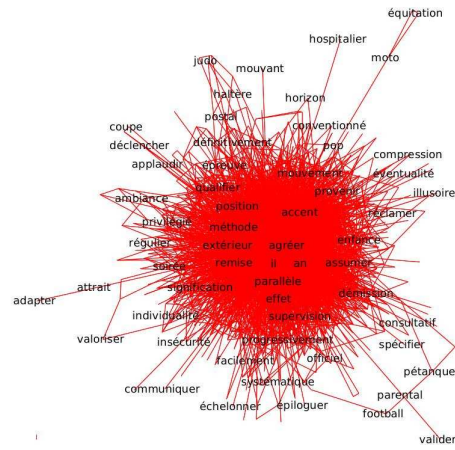 équitation
hospitalier
moto
judo
mouvant
haltère
horizon
postal
coupe
conventionné
définitivement
déclencher
pop
compression
applaudir
épreuve
mouvement
éventualité
qualifier
provenir
illusoire
ambiance
position
accent
réclamer
privilégié
méthode
régulier
extérieur
agréer
enfance
soirée
remise
li
an
assumer
parallèle
attrait
signification
effet
démission
adapter
individualité
supervision
consultatif
valoriser
insécurité
progressivement
spécifier
facilement
officiel
pétanque
systématique
communiquer
parental
échelonner
épiloguer
football
valider